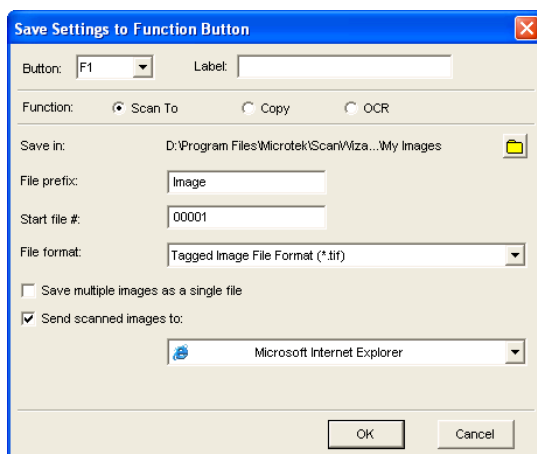 Save Settings to Function Button
Button: F1 Label:
Function: Scan To Copy OCR
Save in: D:\Program Files\Microtek\ScanWiza...\My Images
File prefix: Image
Start file #: 00001
File format: Tagged Image File Format (*.tif)
Save multiple images as a single file
Send scanned images to:
Microsoft Internet Explorer
OK Cancel